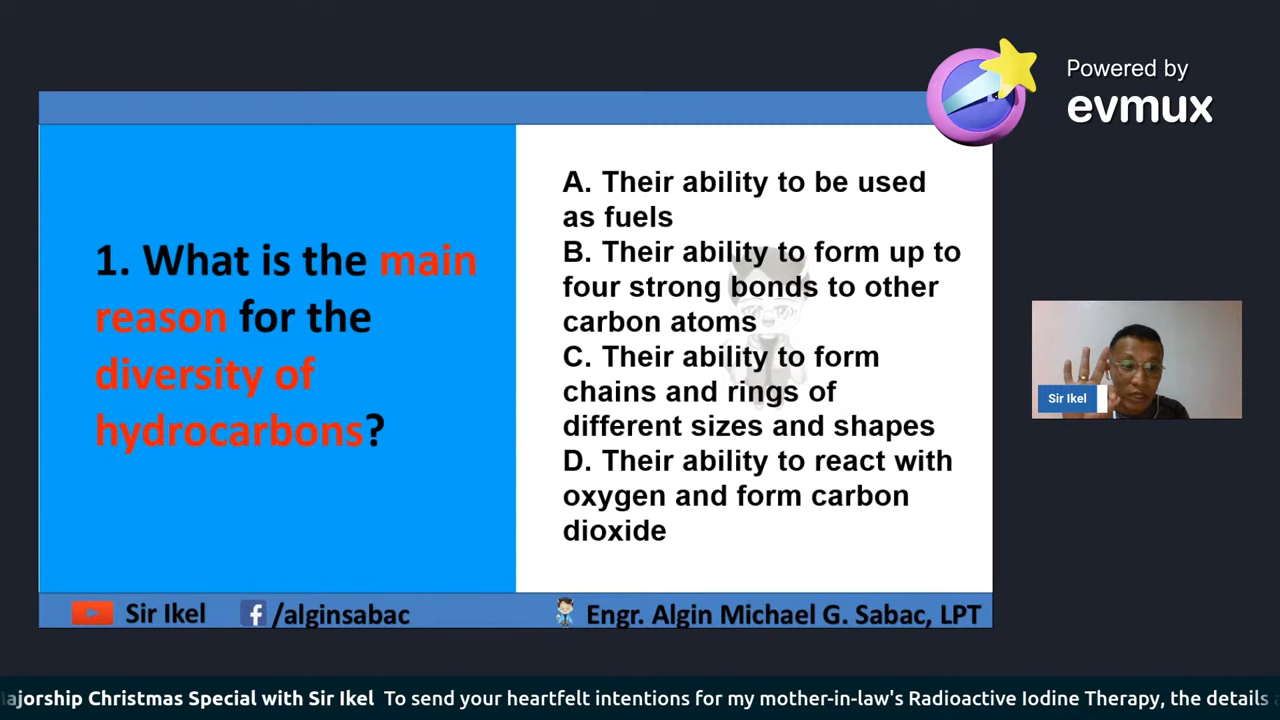 Powered by
evmux
1. What is the main
reason for the
diversity of
hydrocarbons?
A. Their ability to be used
as fuels
B. Their ability to form up to
four strong bonds to other
carbon atoms
C. Their ability to form
chains and rings of
different sizes and shapes
D. Their ability to react with
oxygen and form carbon
dioxide
Sir Ikel
Sir Ikel /alginsabac Engr. Algin Michael G. Sabac, LPT
ajorship Christmas Special with Sir Ikel To send your heartfelt intentions for my mother-in-law's Radioactive Iodine Therapy, the details